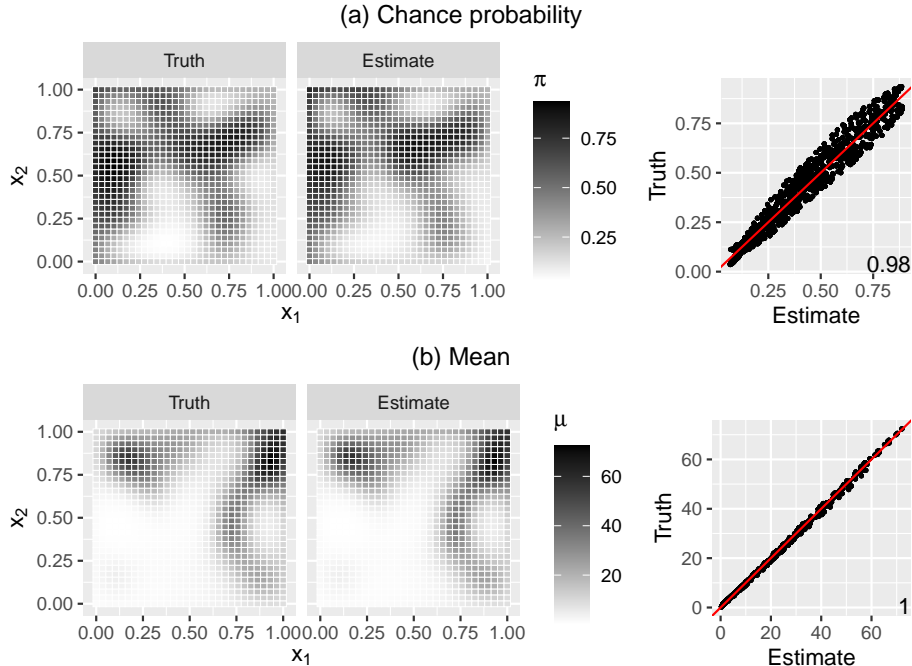 (a) Chance probability
Truth
Estimate
1.00
0.75
0.50
0.25
0.00
x₂
0.00 0.25 0.50 0.75 1.00
0.00 0.25 0.50 0.75 1.00
x₁
π
0.75
0.50
0.25
0.75
0.50
0.25
0.00
Truth
0.98
0.25 0.50 0.75
Estimate
(b) Mean
Truth
Estimate
1.00
0.75
0.50
0.25
0.00
x₂
0.00 0.25 0.50 0.75 1.00
0.00 0.25 0.50 0.75 1.00
x₁
μ
60
40
20
60
40
20
0
Truth
1
0 20 40 60
Estimate